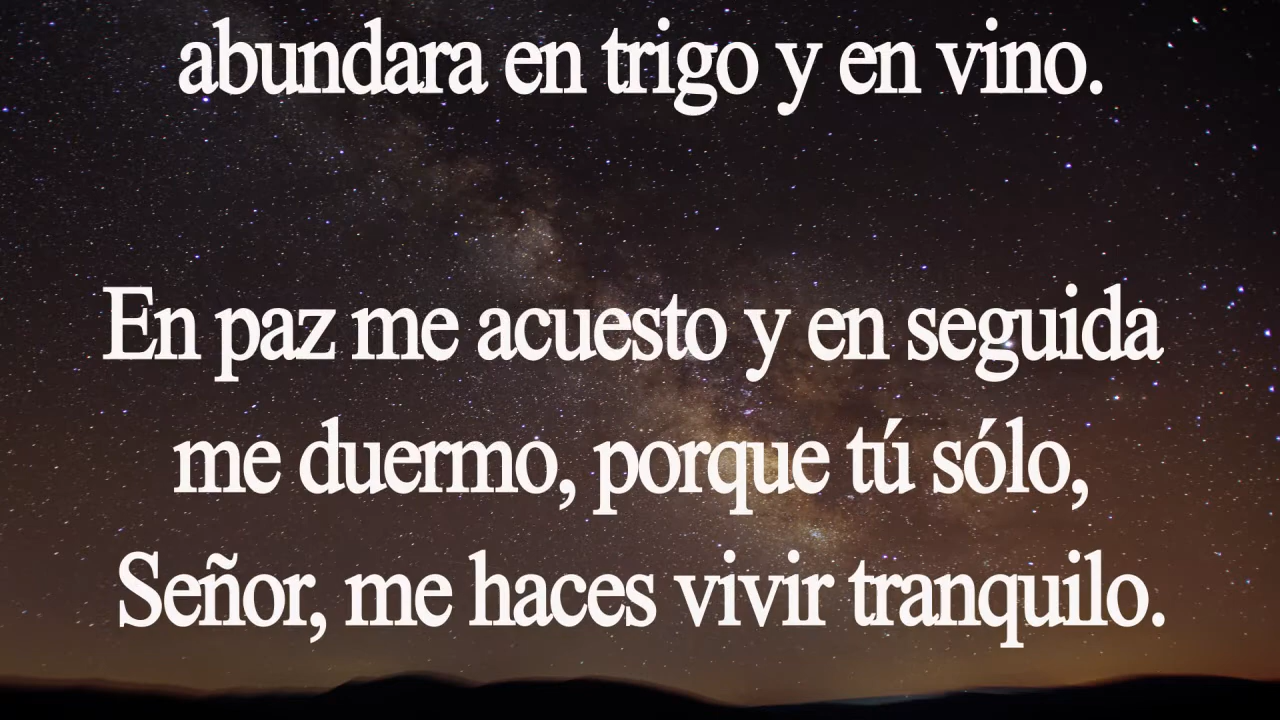 abundara en trigo y en vino.
En paz me acuesto y en seguida
me duermo, porque tú sólo,
Señor, me haces vivir tranquilo.